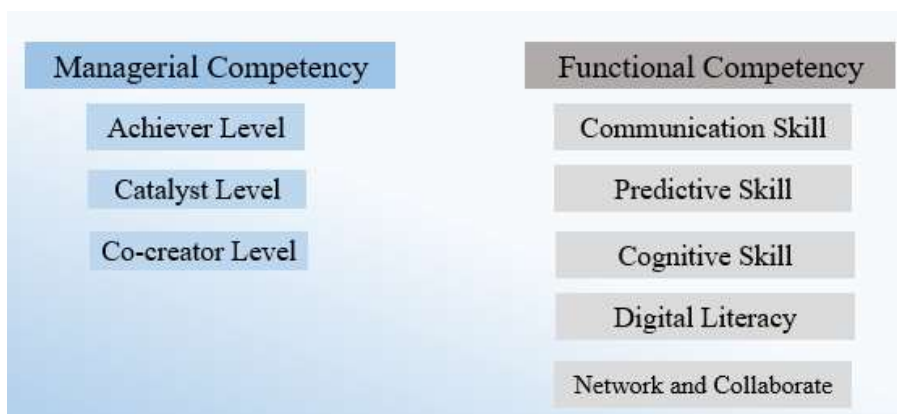 Managerial Competency
Achiever Level
Catalyst Level
Co-creator Level
Functional Competency
Communication Skill
Predictive Skill
Cognitive Skill
Digital Literacy
Network and Collaborate